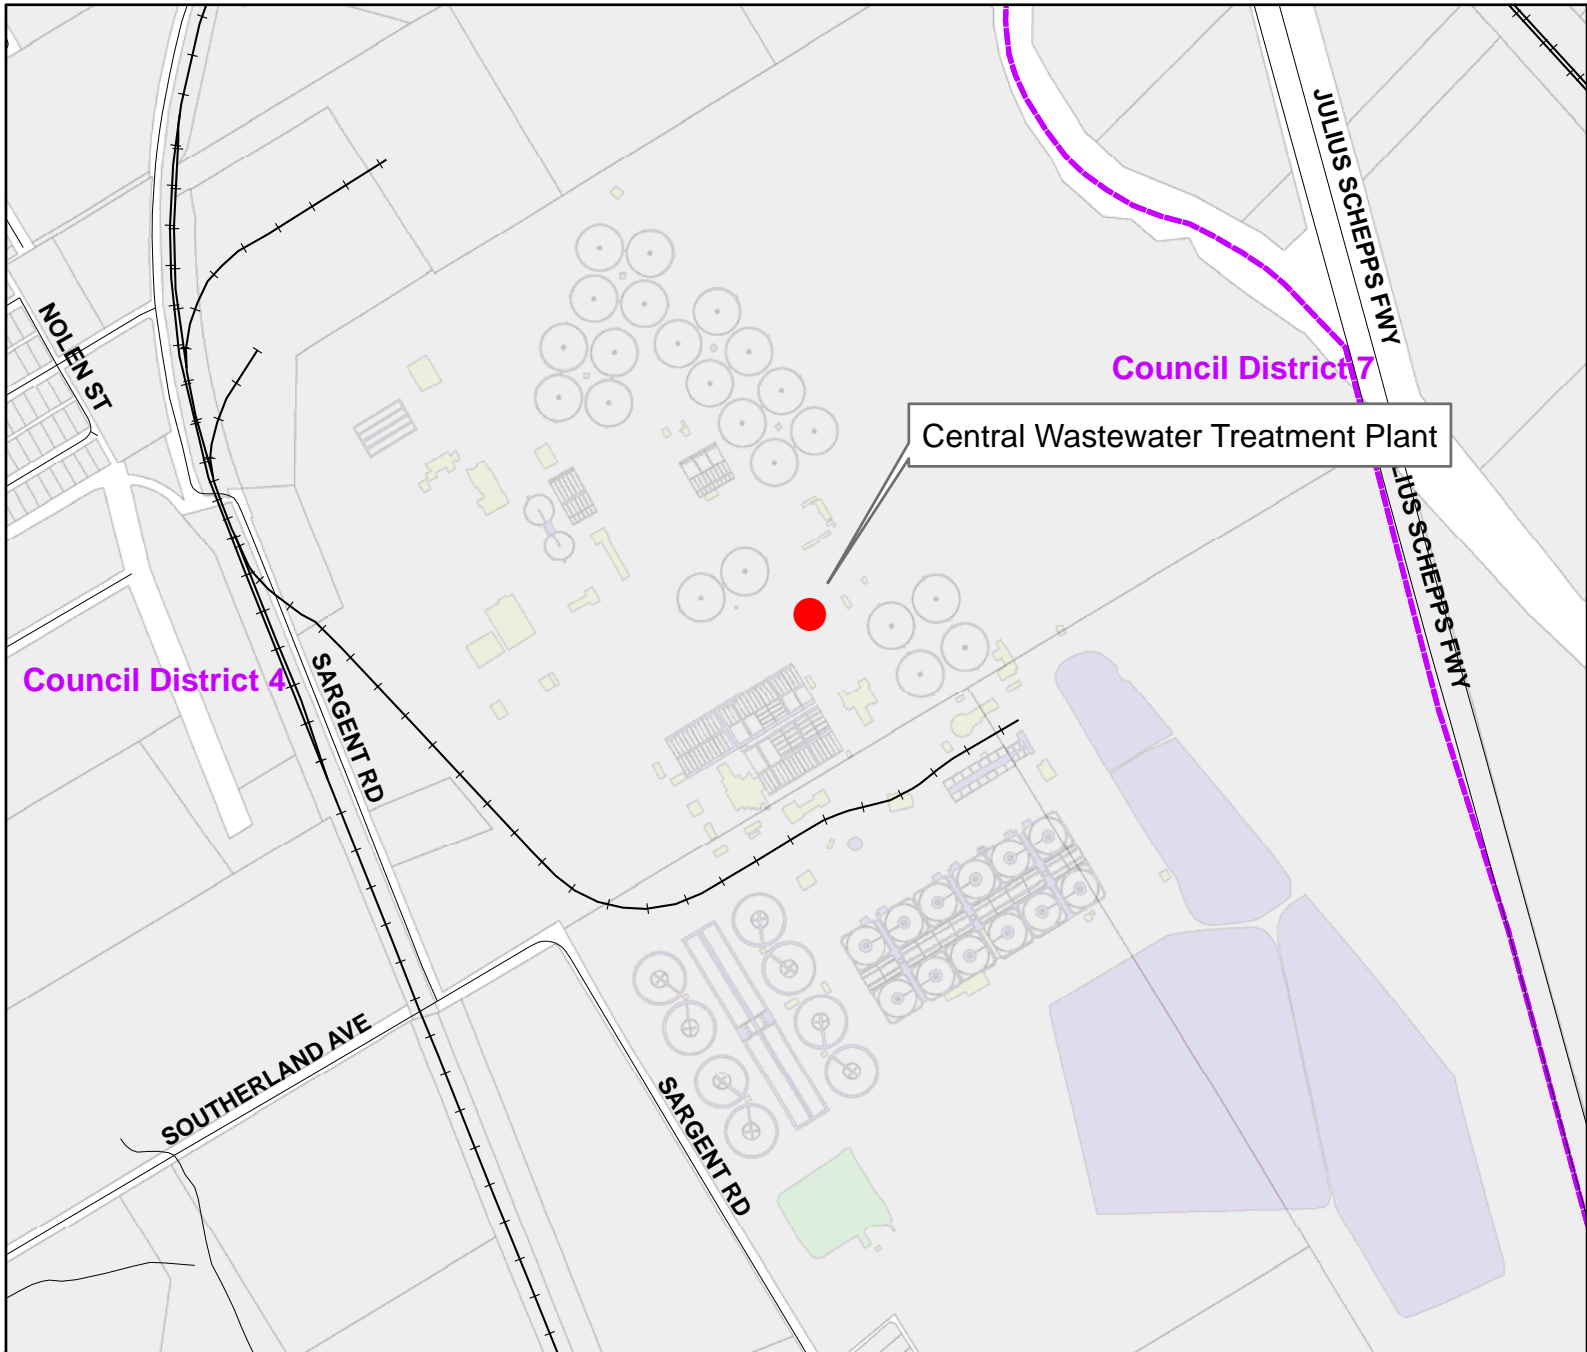 JULIUS SCHEPPS FWY
NOLEN ST
Council District 7
Central Wastewater Treatment Plant
LIUS SCHEPPS FWY
Council District 4
SARGENT RD
SOUTHERLAND AVE
SARGENT RD